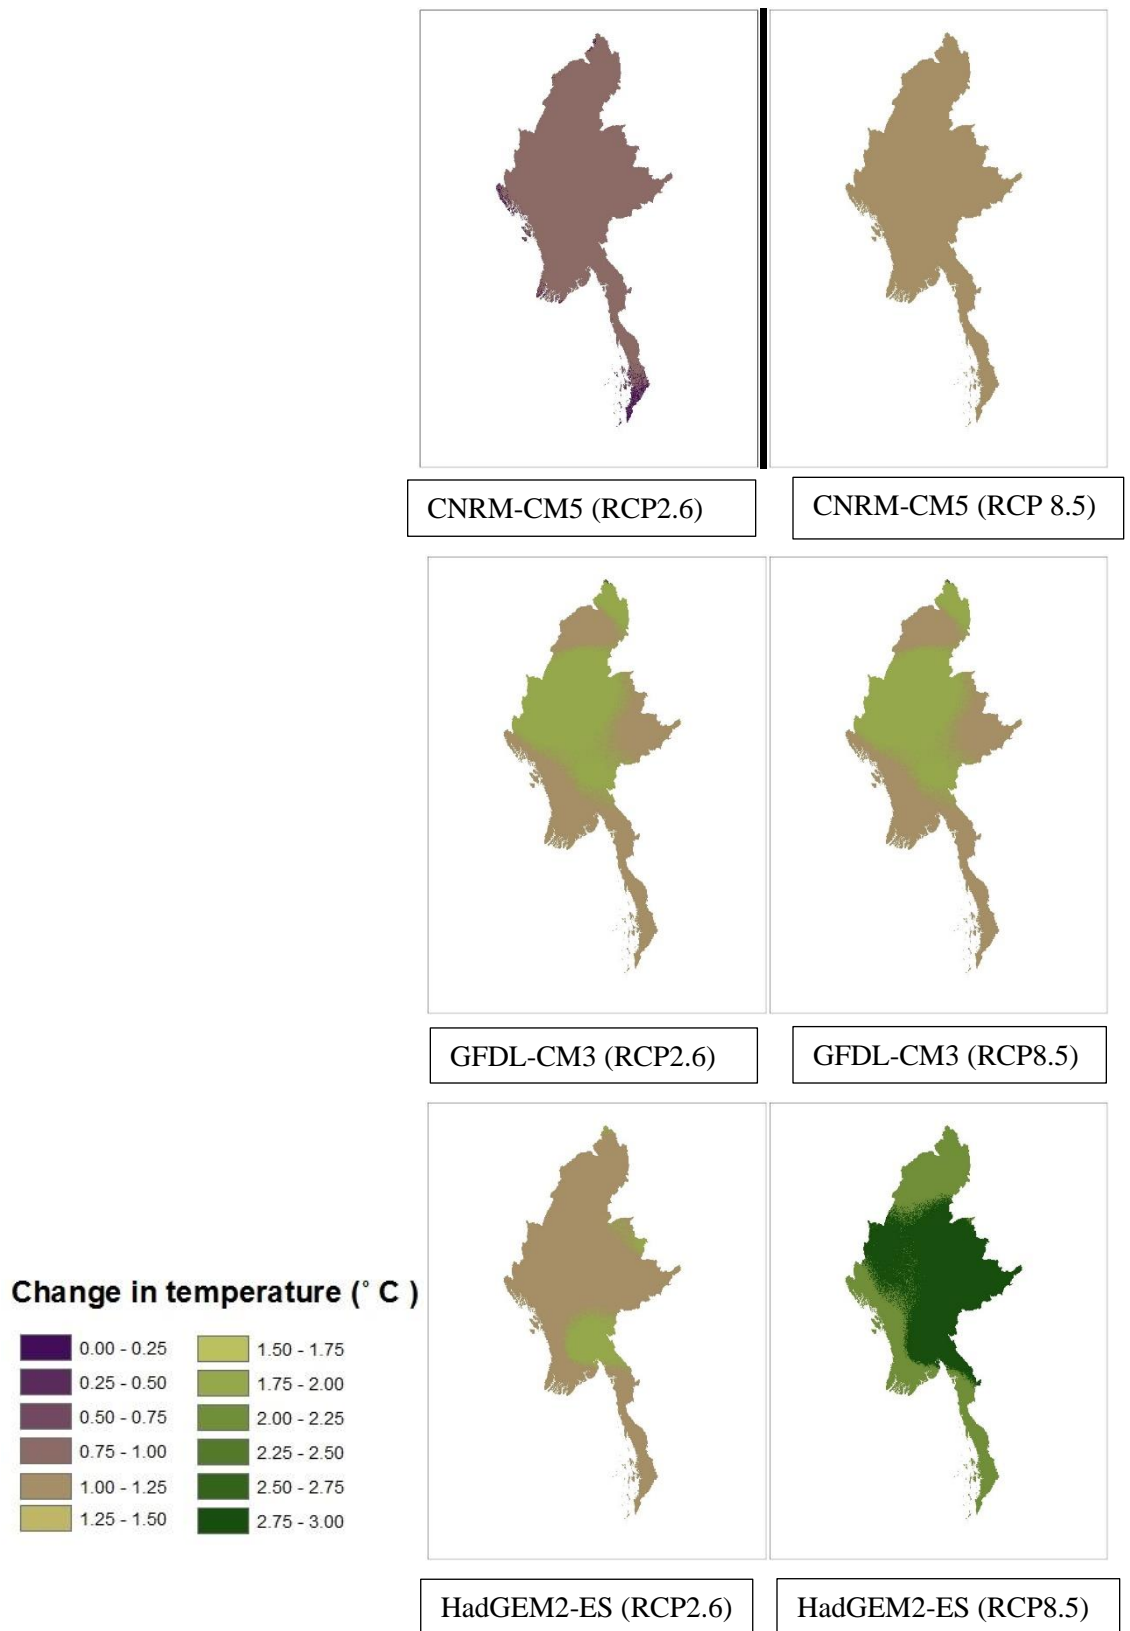 CNRM-CM5 (RCP2.6)
CNRM-CM5 (RCP 8.5)
GFDL-CM3 (RCP2.6)
GFDL-CM3 (RCP8.5)
Change in temperature (° C )
0.00 - 0.25
0.25 - 0.50
0.50 - 0.75
0.75 - 1.00
1.00 - 1.25
1.25 - 1.50
1.50 - 1.75
1.75 - 2.00
2.00 - 2.25
2.25 - 2.50
2.50 - 2.75
2.75 - 3.00
HadGEM2-ES (RCP2.6)
HadGEM2-ES (RCP8.5)